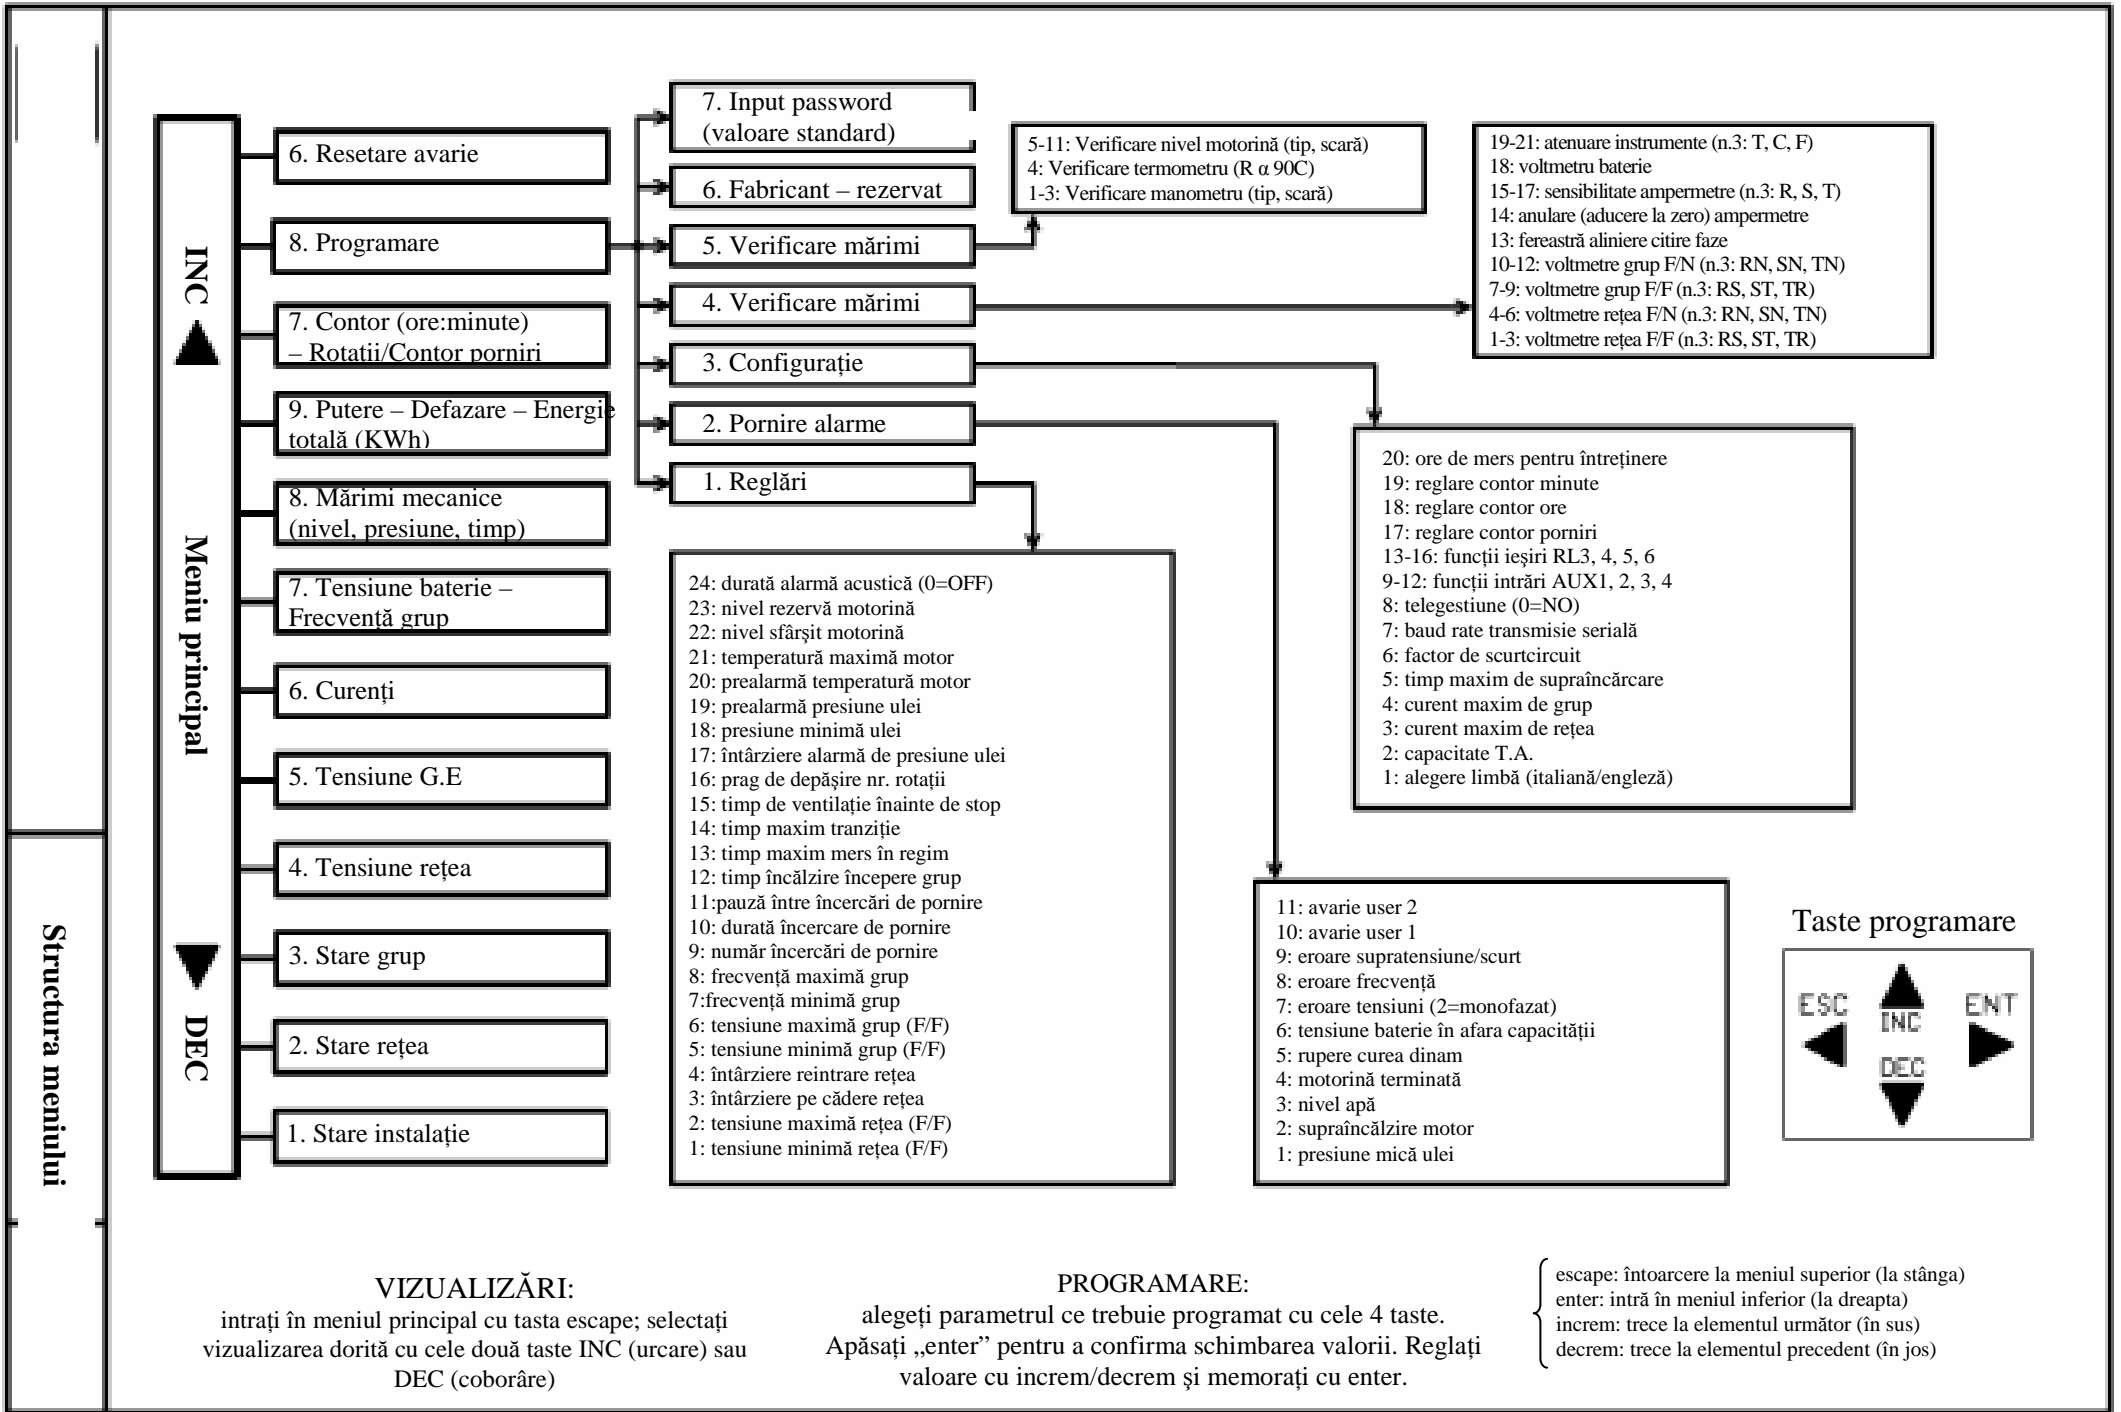 Structura meniului
INC
Meniu principal
DEC
6. Resetare avarie
8. Programare
7. Contor (ore:minute)
– Rotații/Contor porniri
9. Putere – Defazare – Energie
totală (KWh)
8. Mărimi mecanice
(nivel, presiune, timp)
7. Tensiune baterie –
Frecvență grup
6. Curenți
5. Tensiune G.E
4. Tensiune rețea
3. Stare grup
2. Stare rețea
1. Stare instalație
7. Input password
(valoare standard)
6. Fabricant – rezervat
5. Verificare mărimi
4. Verificare mărimi
3. Configurație
2. Pornire alarme
1. Reglări
5-11: Verificare nivel motorină (tip, scară)
4: Verificare termometru (R α 90C)
1-3: Verificare manometru (tip, scară)
19-21: atenuare instrumente (n.3: T, C, F)
18: voltmetru baterie
15-17: sensibilitate ampermetre (n.3: R, S, T)
14: anulare (aducere la zero) ampermetre
13: fereastră aliniere citire faze
10-12: voltmetre grup F/N (n.3: RN, SN, TN)
7-9: voltmetre grup F/F (n.3: RS, ST, TR)
4-6: voltmetre rețea F/N (n.3: RN, SN, TN)
1-3: voltmetre rețea F/F (n.3: RS, ST, TR)
20: ore de mers pentru întreținere
19: reglare contor minute
18: reglare contor ore
17: reglare contor porniri
13-16: funcții ieșiri RL3, 4, 5, 6
9-12: funcții intrări AUX1, 2, 3, 4
8: telegestiune (0=NO)
7: baud rate transmisie serială
6: factor de scurtcircuit
5: timp maxim de supraîncărcare
4: curent maxim de grup
3: curent maxim de rețea
2: capacitate T.A.
1: alegere limbă (italiană/engleză)
24: durată alarmă acustică (0=OFF)
23: nivel rezervă motorină
22: nivel sfârșit motorină
21: temperatură maximă motor
20: prealarmă temperatură motor
19: prealarmă presiune ulei
18: presiune minimă ulei
17: întârziere alarmă de presiune ulei
16: prag de depășire nr. rotații
15: timp de ventilație înainte de stop
14: timp maxim tranziție
13: timp maxim mers în regim
12: timp încălzire începere grup
11:pauză între încercări de pornire
10: durată încercare de pornire
9: număr încercări de pornire
8: frecvență maximă grup
7:frecvență minimă grup
6: tensiune maximă grup (F/F)
5: tensiune minimă grup (F/F)
4: întârziere reintrare rețea
3: întârziere pe cădere rețea
2: tensiune maximă rețea (F/F)
1: tensiune minimă rețea (F/F)
11: avarie user 2
10: avarie user 1
9: eroare supratensiune/scurt
8: eroare frecvență
7: eroare tensiuni (2=monofazat)
6: tensiune baterie în afara capacității
5: rupere curea dinam
4: motorină terminată
3: nivel apă
2: supraîncălzire motor
1: presiune mică ulei
Taste programare
ESC
INC
ENT
DEC
VIZUALIZĂRI:
intrați în meniul principal cu tasta escape; selectați
vizualizarea dorită cu cele două taste INC (urcare) sau
DEC (coborâre)
PROGRAMARE:
alegeți parametrul ce trebuie programat cu cele 4 taste.
Apăsați „enter” pentru a confirma schimbarea valorii. Reglați
valoare cu increm/decrem și memorați cu enter.
escape: întoarcere la meniul superior (la stânga)
enter: intră în meniul inferior (la dreapta)
increm: trece la elementul următor (în sus)
decrem: trece la elementul precedent (în jos)